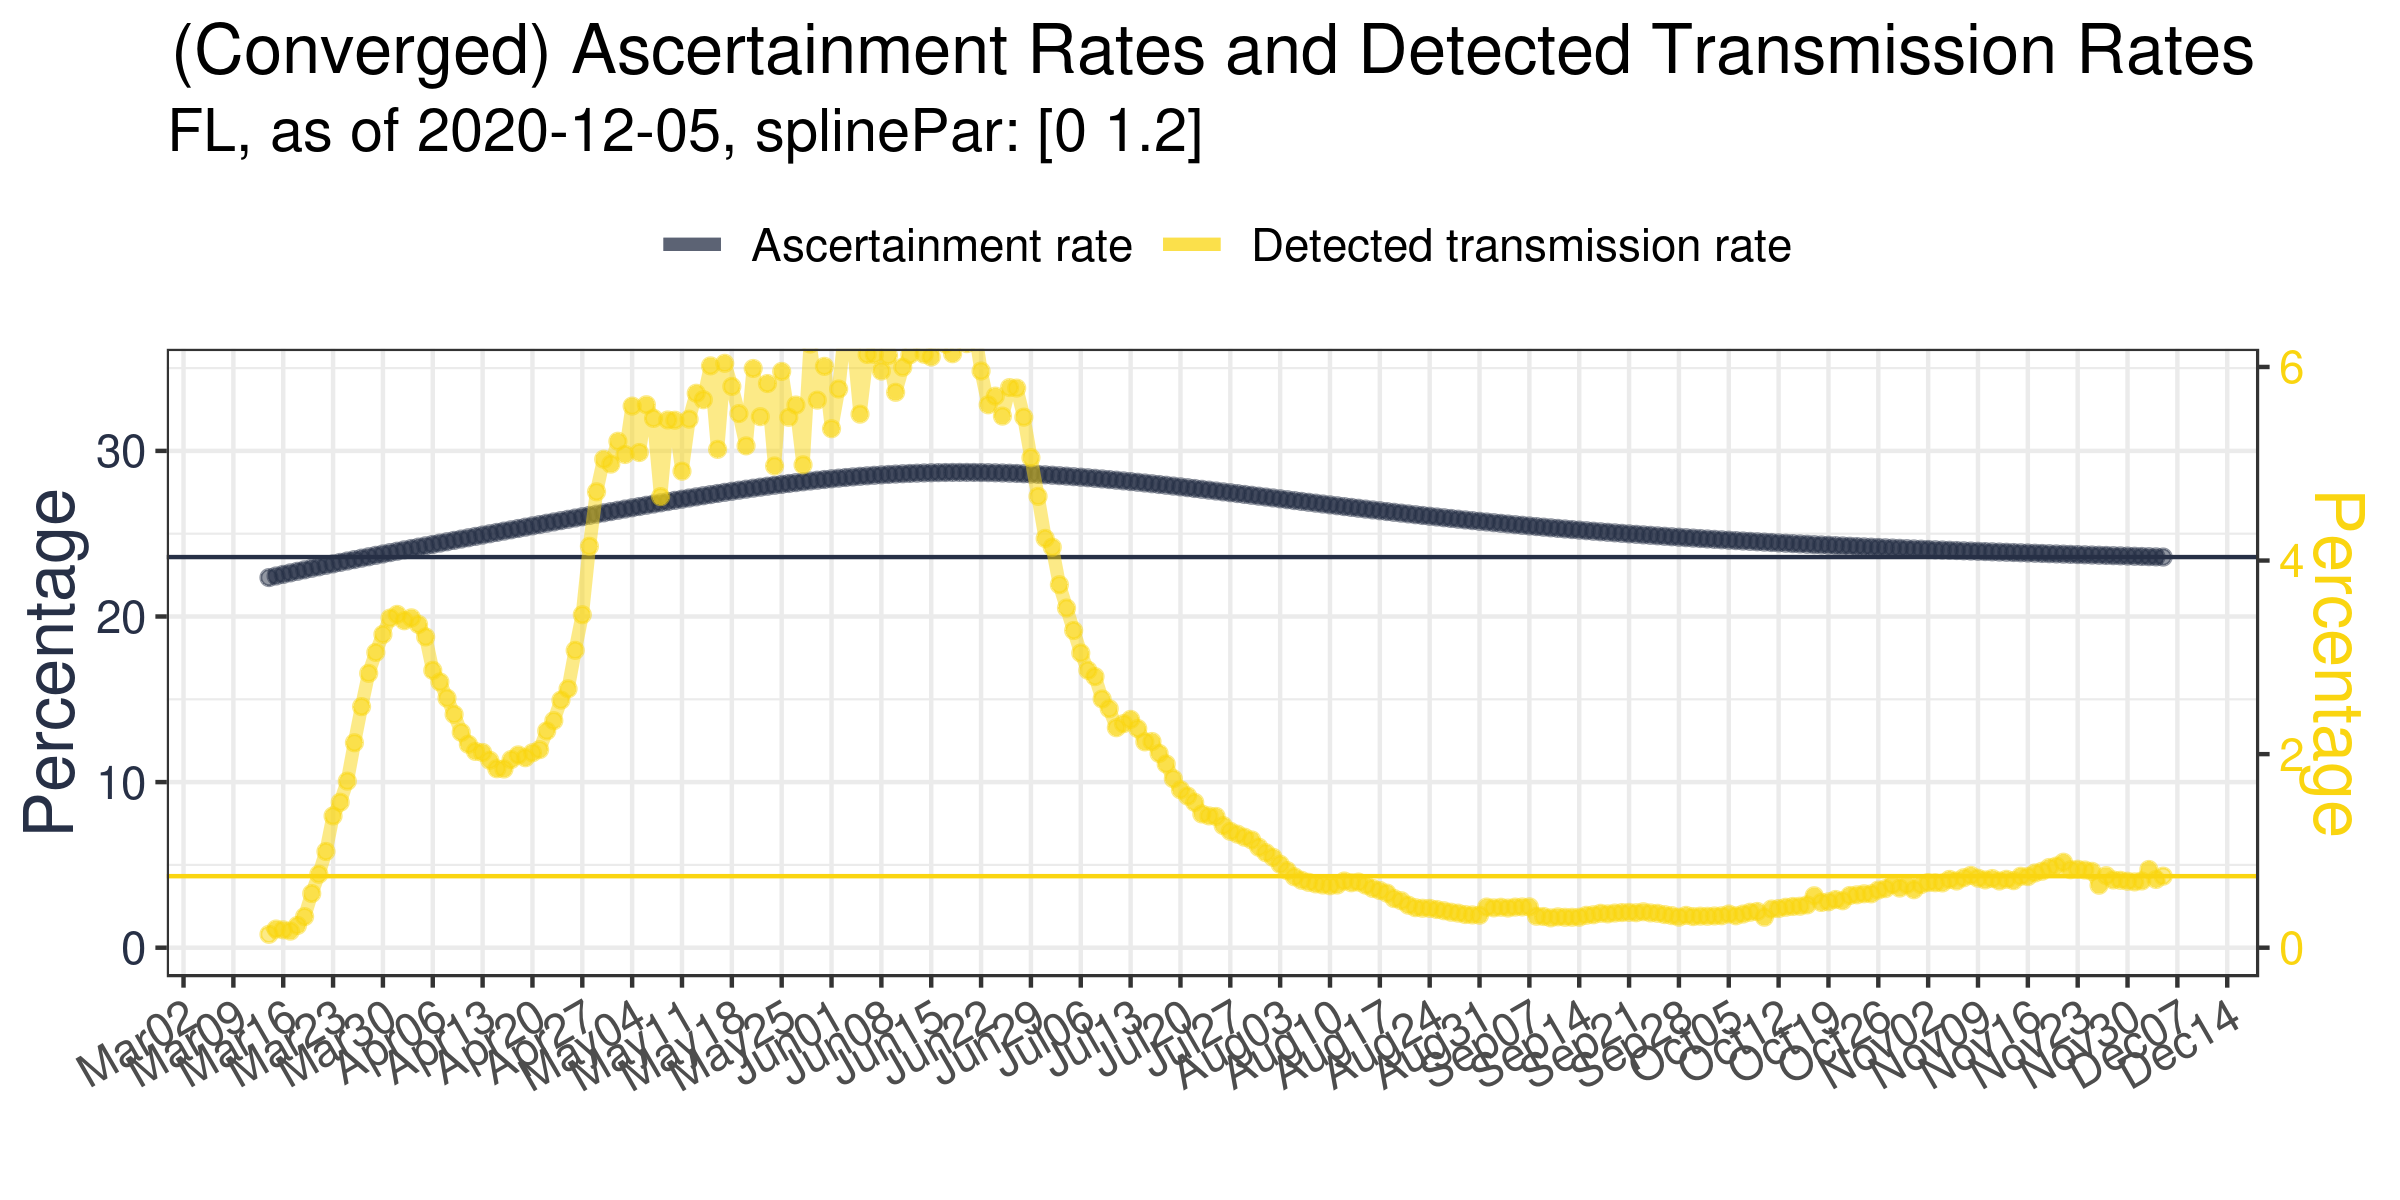 (Converged) Ascertainment Rates and Detected Transmission Rates
FL, as of 2020-12-05, splinePar: [0 1.2]
Ascertainment rate
Detected transmission rate
Percentage
30
20
10
0
6
4
2
0
Percentage
Mar02
Mar09
Mar16
Mar23
Mar30
Apr06
Apr13
Apr20
Apr27
May04
May11
May18
May25
Jun01
Jun08
Jun15
Jun22
Jun29
Jul06
Jul13
Jul20
Jul27
Aug03
Aug10
Aug17
Aug24
Aug31
Sep07
Sep14
Sep21
Sep28
Oct05
Oct12
Oct19
Oct26
Nov02
Nov09
Nov16
Nov23
Nov30
Dec07
Dec14